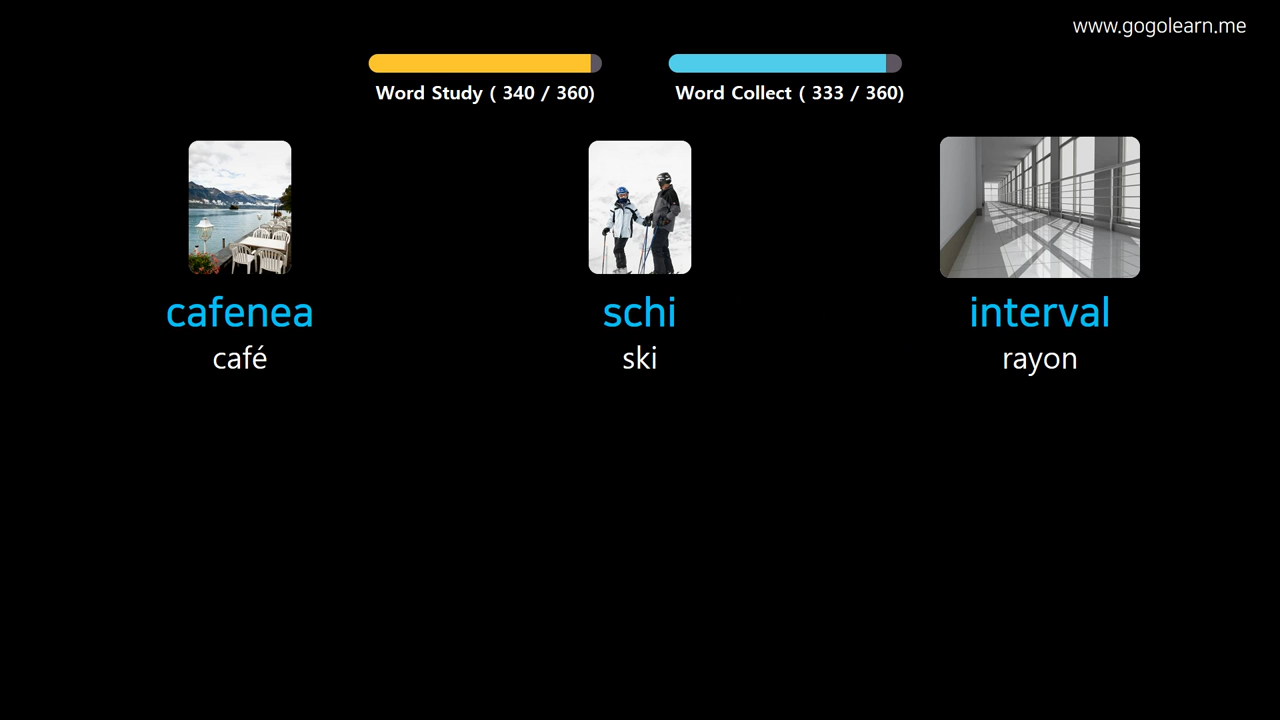 www.gogolearn.me
Word Study ( 340 / 360)
Word Collect ( 333 / 360)
cafenea
café
schi
ski
interval
rayon